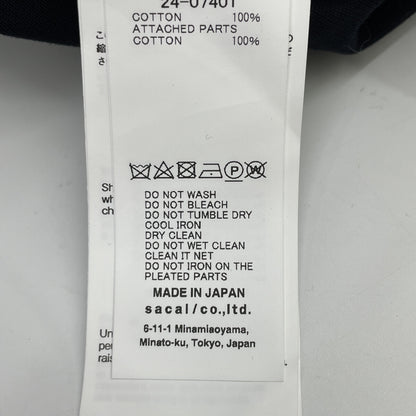 24-07401
COTTON 100%
ATTACHED PARTS
COTTON 100%
DO NOT WASH
DO NOT BLEACH
DO NOT TUMBLE DRY
COOL IRON
DRY CLEAN
DO NOT WET CLEAN
CLEAN IT NET
DO NOT IRON ON THE
PLEATED PARTS
MADE IN JAPAN
sacai/co.,ltd.
6-11-1 Minamiaoyama,
Minato-ku, Tokyo, Japan